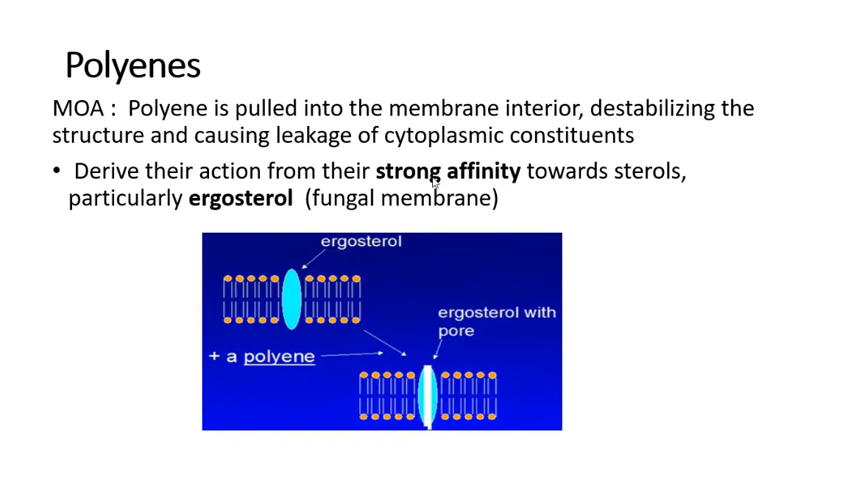 Polyenes
MOA :  Polyene is pulled into the membrane interior, destabilizing the
structure and causing leakage of cytoplasmic constituents
• Derive their action from their strong affinity towards sterols,
particularly ergosterol  (fungal membrane)
ergosterol
ergosterol with
pore
+ a polyene